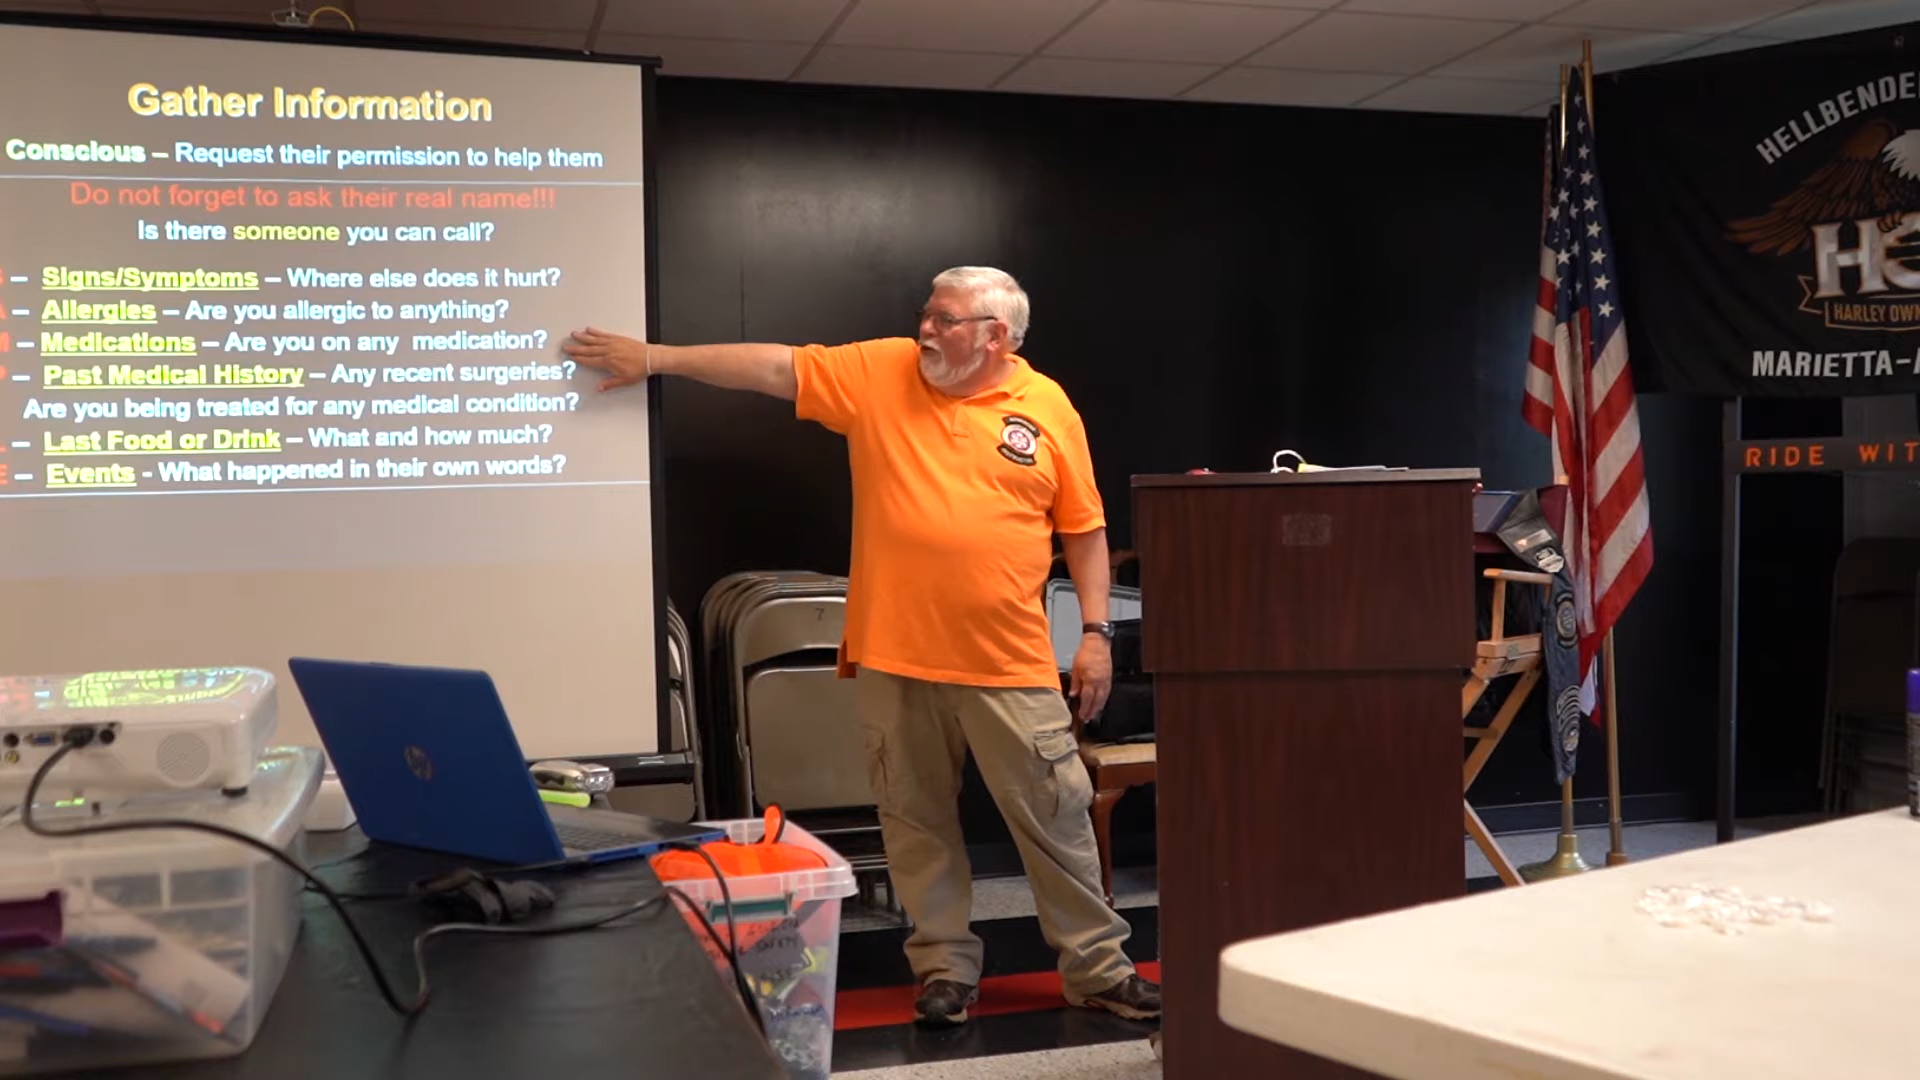 Gather Information
Conscious – Request their permission to help them
Do not forget to ask their real name!!!
Is there someone you can call?
– Signs/Symptoms – Where else does it hurt?
A – Allergies – Are you allergic to anything?
M – Medications – Are you on any medication?
P – Past Medical History – Any recent surgeries?
Are you being treated for any medical condition?
– Last Food or Drink – What and how much?
E – Events - What happened in their own words?
HELLBENDE
HARLEY OWN
MARIETTA-A
RIDE WIT
7
hp